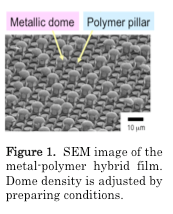 Metallic dome
Polymer pillar
10 μm
Figure 1. SEM image of the
metal-polymer hybrid film.
Dome density is adjusted by
preparing conditions.